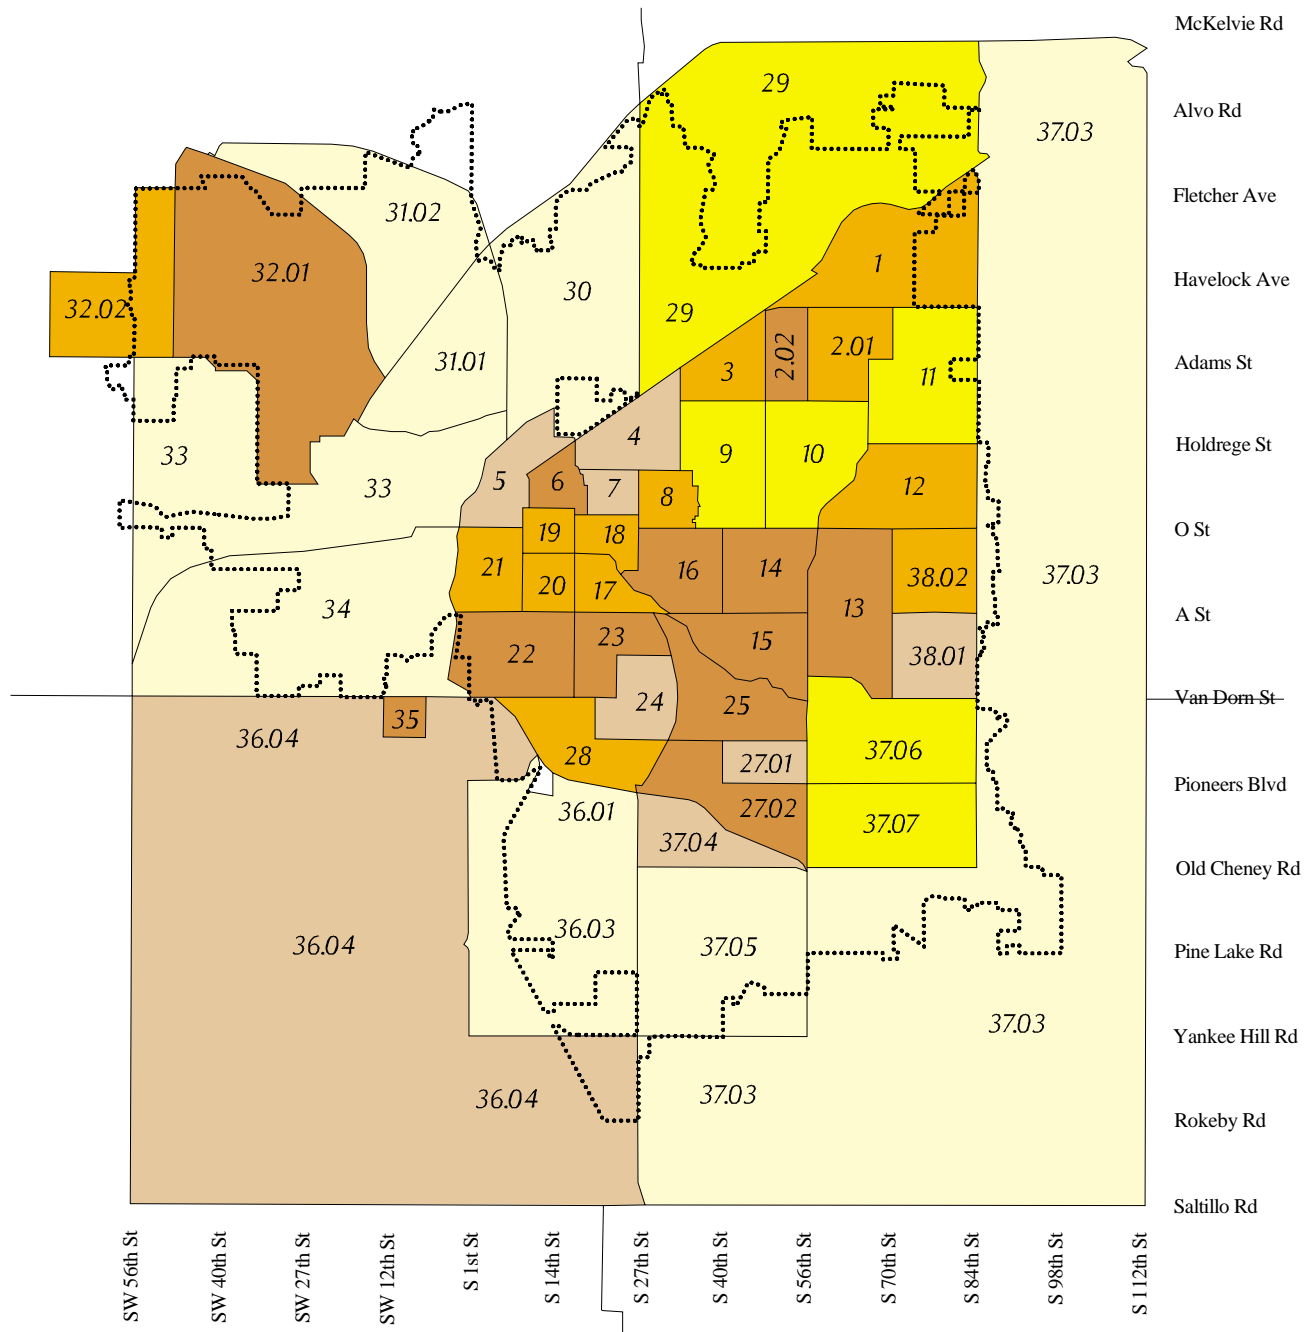 McKelvie Rd
29
Alvo Rd
37.03
Fletcher Ave
31.02
1
32.01
Havelock Ave
30
32.02
29
2.02
2.01
Adams St
31.01
3
11
4
Holdrege St
33
9
10
5
6
7
33
8
12
O St
19
18
21
16
14
38.02
37.03
20
17
34
13
A St
23
15
22
38.01
24
Van Dorn St
35
25
36.04
28
27.01
37.06
Pioneers Blvd
36.01
27.02
37.04
37.07
Old Cheney Rd
36.03
36.04
37.05
Pine Lake Rd
37.03
Yankee Hill Rd
36.04
37.03
Rokeby Rd
Saltillo Rd
SW 56th St
SW 40th St
SW 27th St
SW 12th St
S 1st St
S 14th St
S 27th St
S 40th St
S 56th St
S 70th St
S 84th St
S 98th St
S 112th St